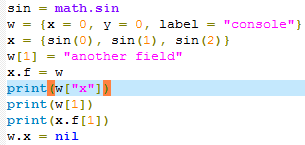 sin = math.sin
w = {x = 0, y = 0, label = "console"}
x = {sin(0), sin(1), sin(2)}
w[1] = "another field"
x.f = w
print(w["x"])
print(w[1])
print(x.f[1])
w.x = nil